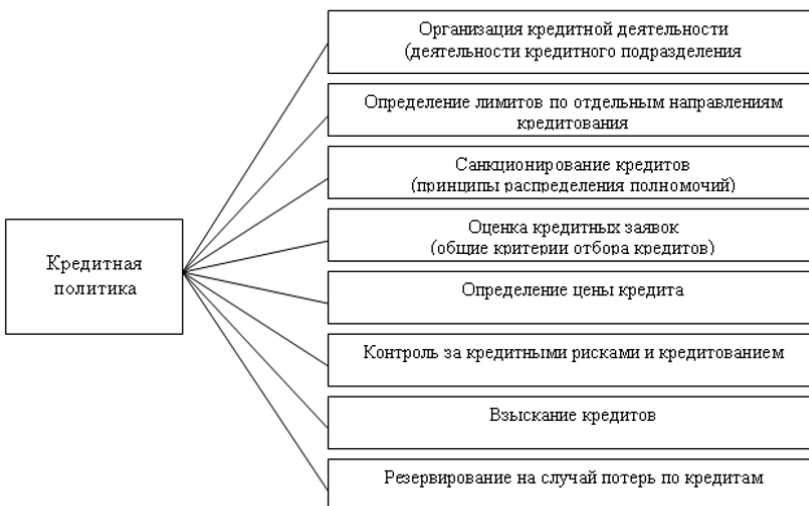 Организация кредитной деятельности
(деятельности кредитного подразделения
Определение лимитов по отдельным направлениям
кредитования
Санкционирование кредитов
(принципы распределения полномочий)
Оценка кредитных заявок
(общие критерии отбора кредитов)
Кредитная
политика
Определение цены кредита
Контроль за кредитными рисками и кредитованием
Взыскание кредитов
Резервирование на случай потерь по кредитам